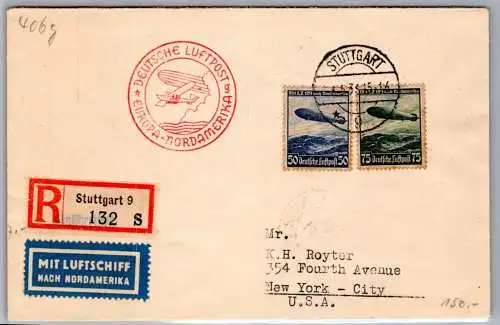 406g
DEUTSCHE LUFTPOST
EUROPA-NORDAMERIKA
STUTTGART
9
50 Deutsche Luftpost 50
75 Deutsche Luftpost 75
R
Stuttgart 9
132 S
MIT LUFTSCHIFF
NACH NORDAMERIKA
Mr.
K.H. Royter
354 Fourth Avenue
New York - City
U.S.A.
150,-